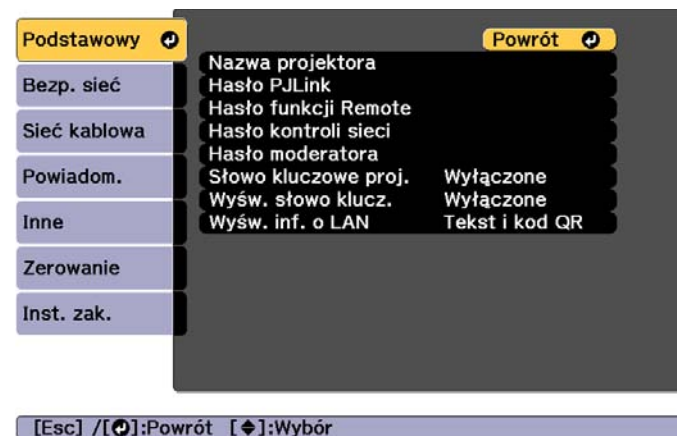 Podstawowy
Bezp. sieć
Sieć kablowa
Powiadom.
Inne
Zerowanie
Inst. zak.
Powrót
Nazwa projektora
Hasło PJLink
Hasło funkcji Remote
Hasło kontroli sieci
Hasło moderatora
Słowo kluczowe proj. Wyłączone
Wyśw. słowo klucz. Wyłączone
Wyśw. inf. o LAN Tekst i kod QR
[Esc] /[⏎]:Powrót [◆]:Wybór